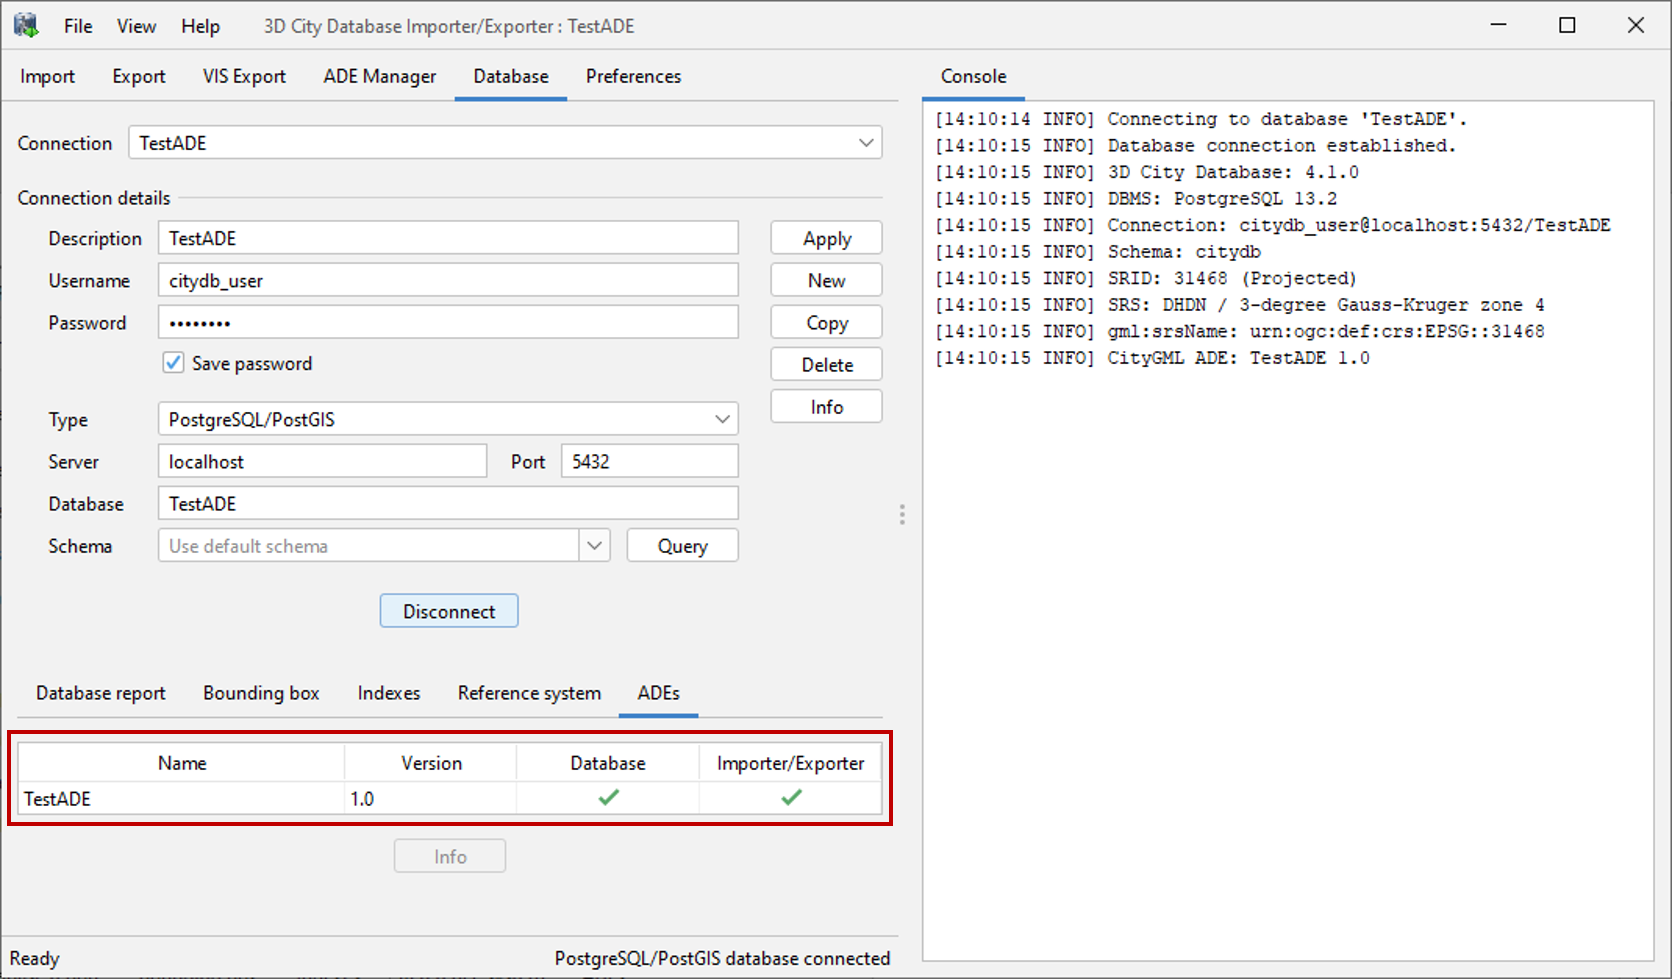 File View Help 3D City Database Importer/Exporter : TestADE
Import Export VIS Export ADE Manager Database Preferences
Connection TestADE
Connection details
Description TestADE Apply
Username citydb_user New
Password •••••••• Copy
Save password
Delete
Info
Type PostgreSQL/PostGIS
Server localhost Port 5432
Database TestADE
Schema Use default schema Query
Disconnect
Database report Bounding box Indexes Reference system ADEs
Name Version Database Importer/Exporter
TestADE 1.0
Info
Ready PostgreSQL/PostGIS database connected
Console
[14:10:14 INFO] Connecting to database 'TestADE'.
[14:10:15 INFO] Database connection established.
[14:10:15 INFO] 3D City Database: 4.1.0
[14:10:15 INFO] DBMS: PostgreSQL 13.2
[14:10:15 INFO] Connection: citydb_user@localhost:5432/TestADE
[14:10:15 INFO] Schema: citydb
[14:10:15 INFO] SRID: 31468 (Projected)
[14:10:15 INFO] SRS: DHDN / 3-degree Gauss-Kruger zone 4
[14:10:15 INFO] gml:srsName: urn:ogc:def:crs:EPSG::31468
[14:10:15 INFO] CityGML ADE: TestADE 1.0